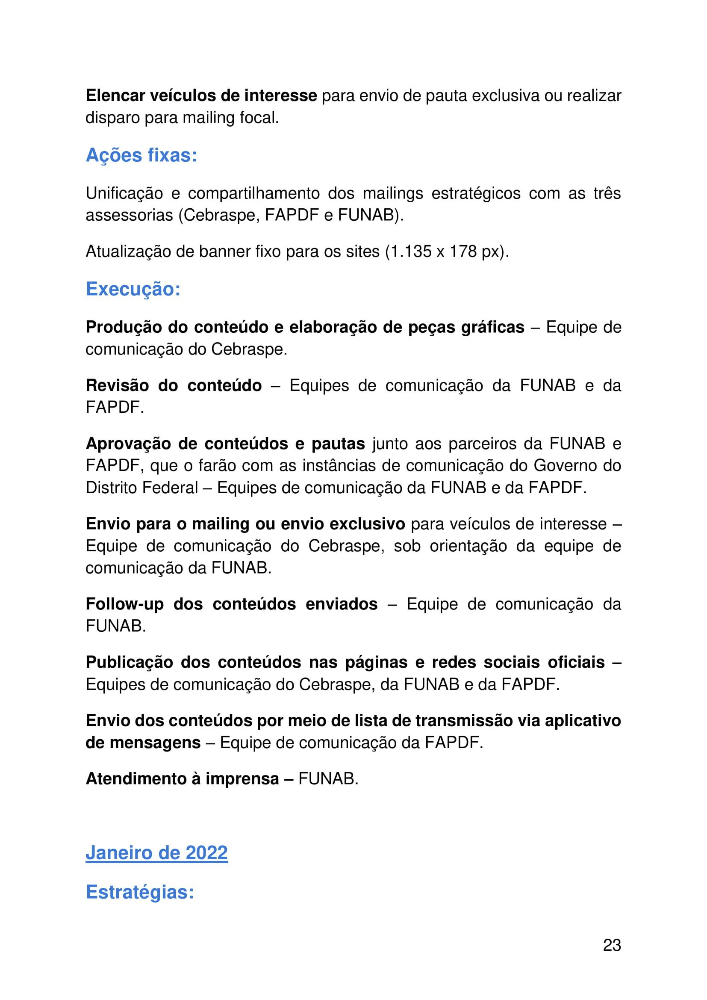 Elencar veículos de interesse para envio de pauta exclusiva ou realizar
disparo para mailing focal.
Ações fixas:
Unificação e compartilhamento dos mailings estratégicos com as três
assessorias (Cebraspe, FAPDF e FUNAB).
Atualização de banner fixo para os sites (1.135 x 178 px).
Execução:
Produção do conteúdo e elaboração de peças gráficas – Equipe de
comunicação do Cebraspe.
Revisão do conteúdo – Equipes de comunicação da FUNAB e da
FAPDF.
Aprovação de conteúdos e pautas junto aos parceiros da FUNAB e
FAPDF, que o farão com as instâncias de comunicação do Governo do
Distrito Federal – Equipes de comunicação da FUNAB e da FAPDF.
Envio para o mailing ou envio exclusivo para veículos de interesse –
Equipe de comunicação do Cebraspe, sob orientação da equipe de
comunicação da FUNAB.
Follow-up dos conteúdos enviados – Equipe de comunicação da
FUNAB.
Publicação dos conteúdos nas páginas e redes sociais oficiais –
Equipes de comunicação do Cebraspe, da FUNAB e da FAPDF.
Envio dos conteúdos por meio de lista de transmissão via aplicativo
de mensagens – Equipe de comunicação da FAPDF.
Atendimento à imprensa – FUNAB.
Janeiro de 2022
Estratégias:
23